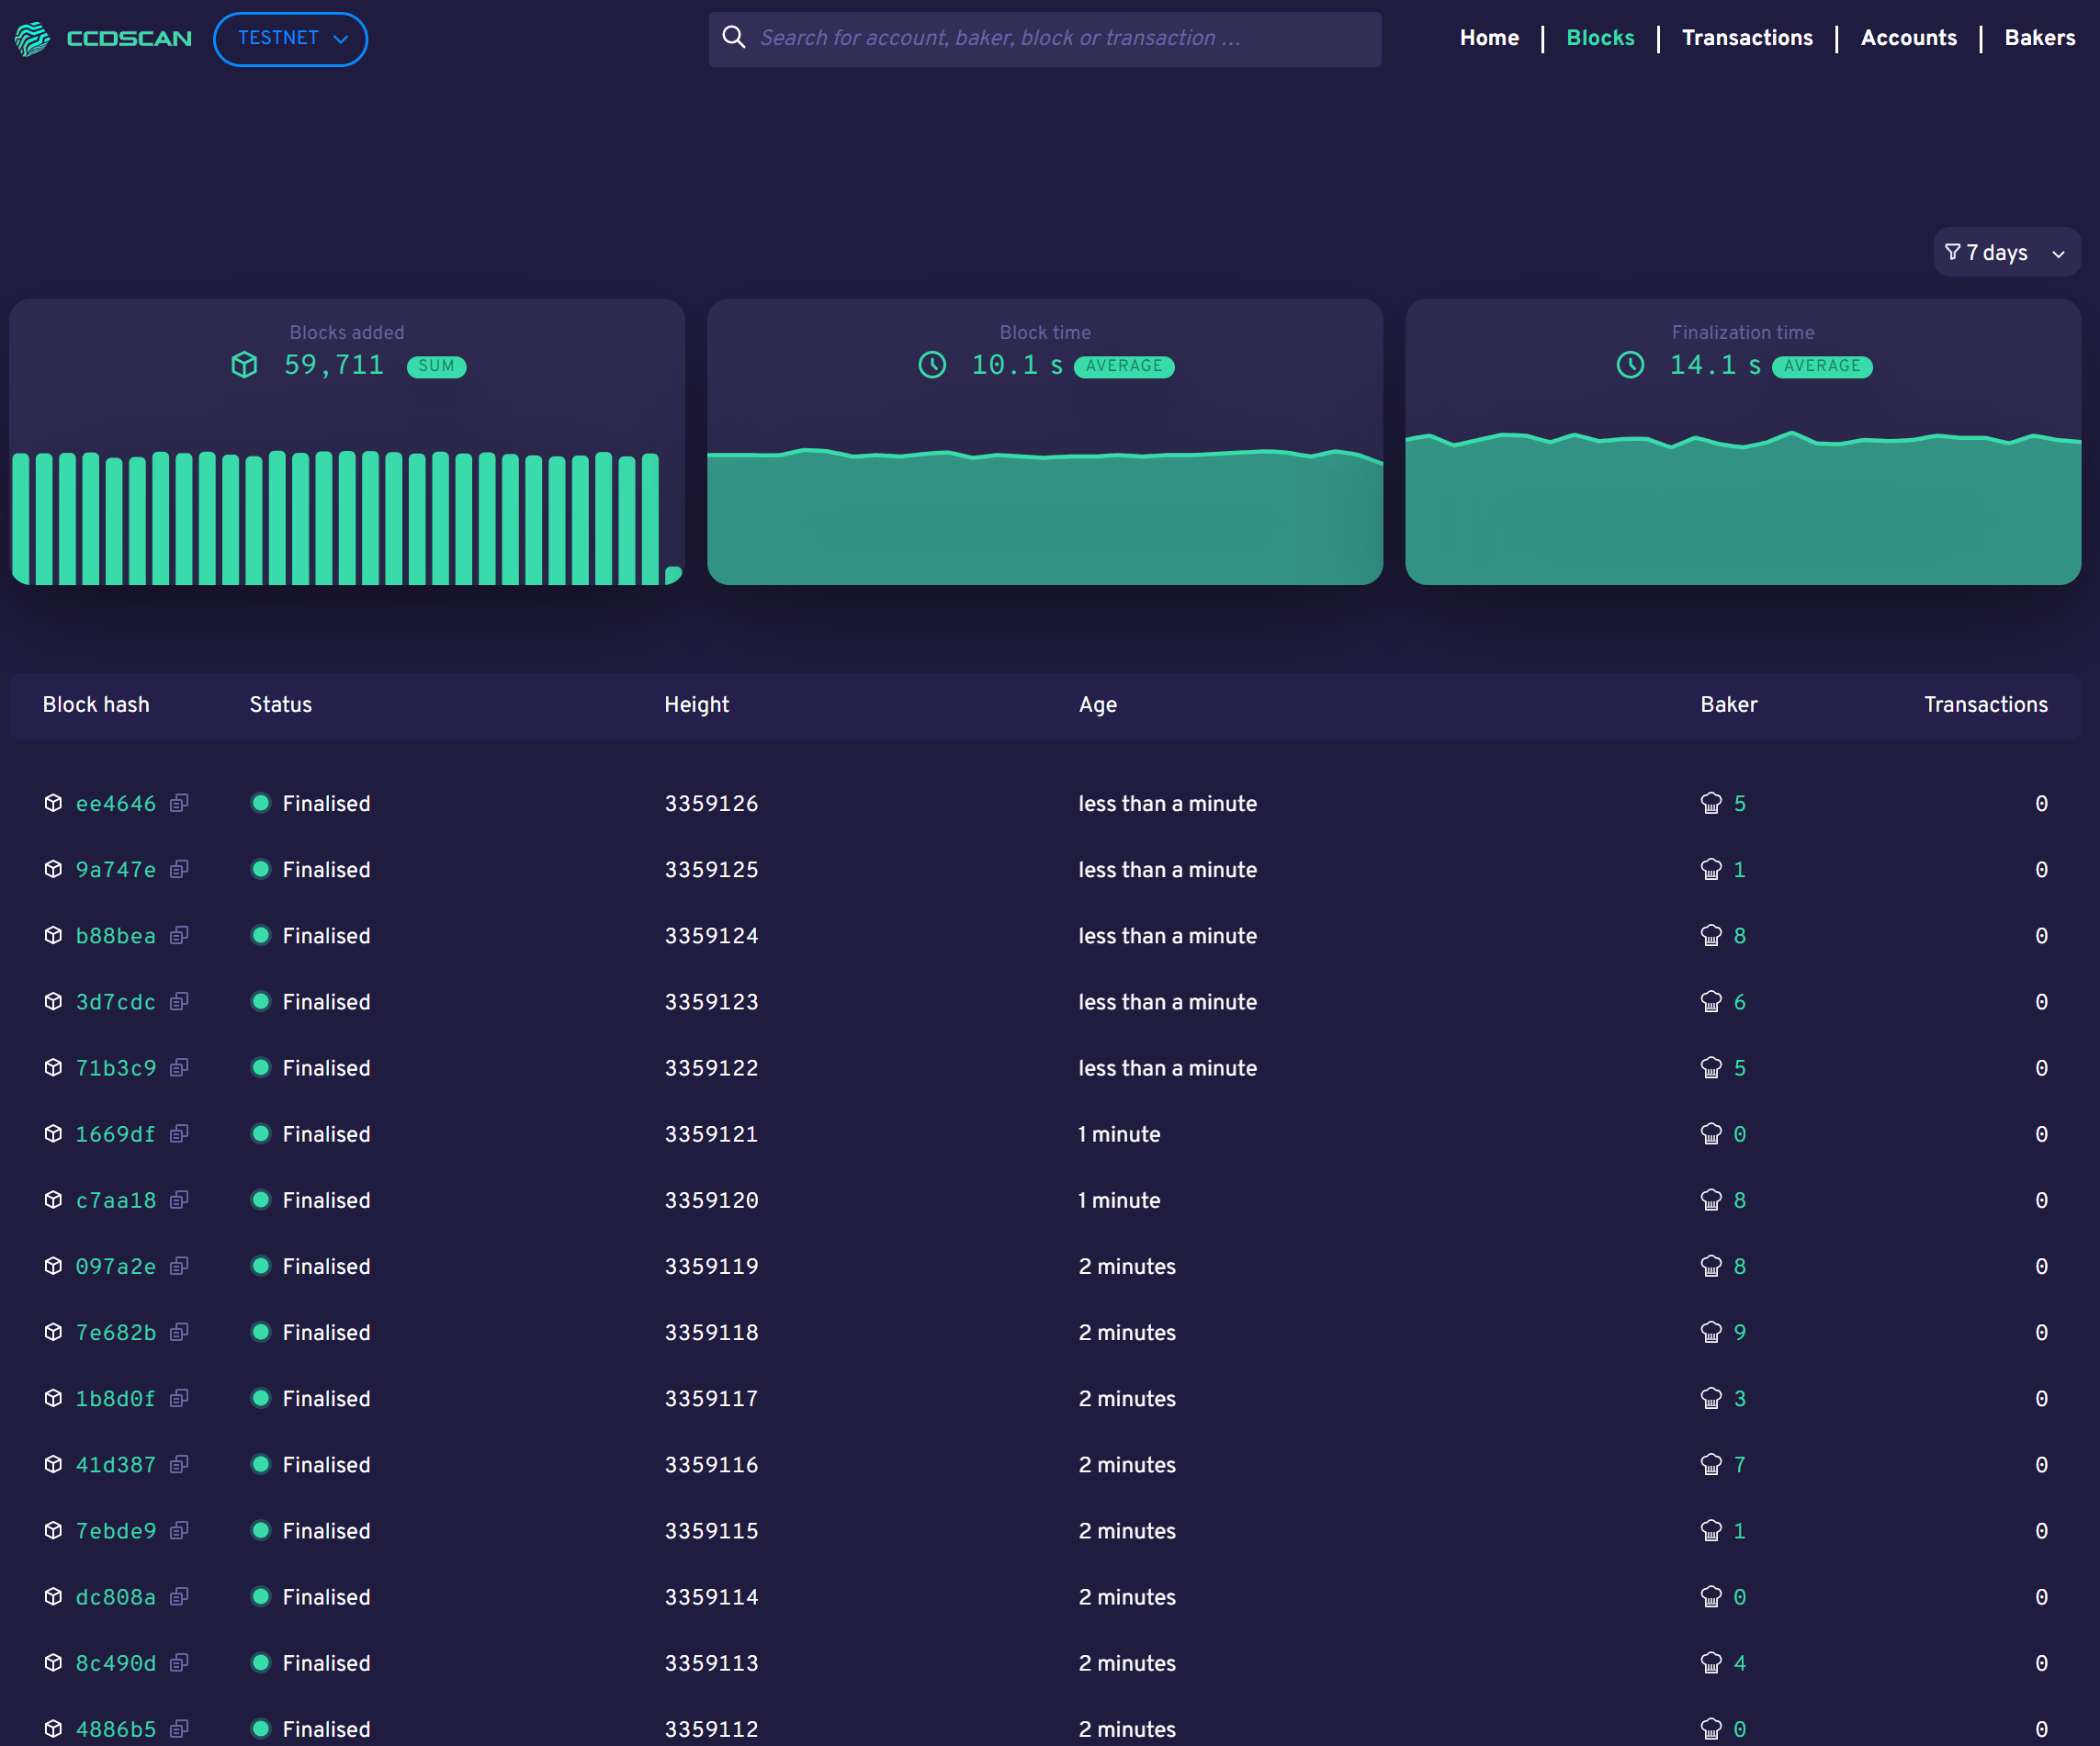 CCDSCAN TESTNET Search for account, baker, block or transaction ... Home | Blocks | Transactions | Accounts | Bakers
7 days
Blocks added
59,711 SUM
Block time
10.1 s AVERAGE
Finalization time
14.1 s AVERAGE
Block hash Status Height Age Baker Transactions
ee4646 Finalised 3359126 less than a minute 5 0
9a747e Finalised 3359125 less than a minute 1 0
b88bea Finalised 3359124 less than a minute 8 0
3d7cdc Finalised 3359123 less than a minute 6 0
71b3c9 Finalised 3359122 less than a minute 5 0
1669df Finalised 3359121 1 minute 0 0
c7aa18 Finalised 3359120 1 minute 8 0
097a2e Finalised 3359119 2 minutes 8 0
7e682b Finalised 3359118 2 minutes 9 0
1b8d0f Finalised 3359117 2 minutes 3 0
41d387 Finalised 3359116 2 minutes 7 0
7ebde9 Finalised 3359115 2 minutes 1 0
dc808a Finalised 3359114 2 minutes 0 0
8c490d Finalised 3359113 2 minutes 4 0
4886b5 Finalised 3359112 2 minutes 0 0